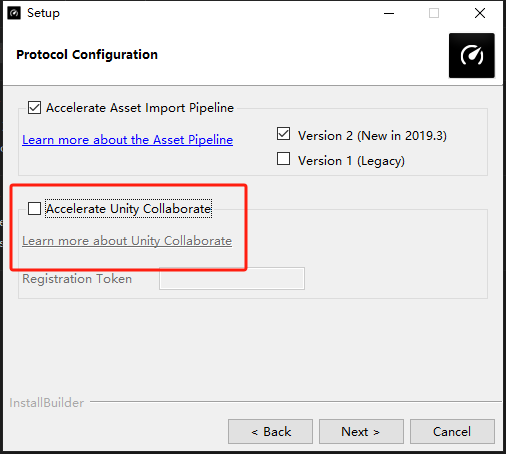 Setup
Protocol Configuration
Accelerate Asset Import Pipeline
Learn more about the Asset Pipeline
Version 2 (New in 2019.3)
Version 1 (Legacy)
Accelerate Unity Collaborate
Learn more about Unity Collaborate
Registration Token
InstallBuilder
< Back
Next >
Cancel